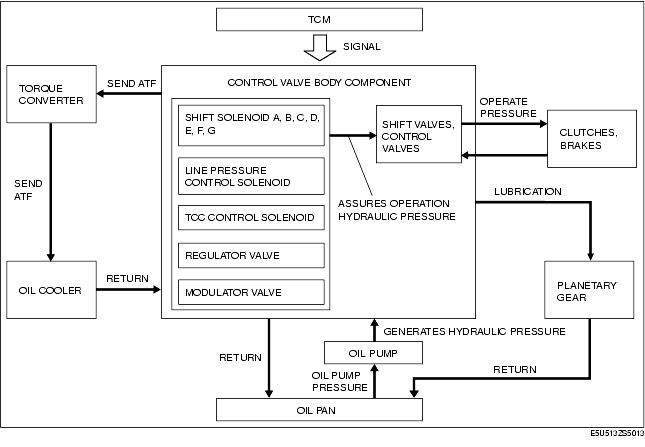 TCM
SIGNAL
SEND ATF
CONTROL VALVE BODY COMPONENT
TORQUE
CONVERTER
OPERATE
PRESSURE
SHIFT SOLENOID A, B, C, D,
E, F, G
SHIFT VALVES,
CONTROL
VALVES
CLUTCHES,
BRAKES
LINE PRESSURE
CONTROL SOLENOID
SEND
ATF
ASSURES OPERATION
HYDRAULIC PRESSURE
LUBRICATION
TCC CONTROL SOLENOID
REGULATOR VALVE
OIL COOLER
RETURN
MODULATOR VALVE
PLANETARY
GEAR
GENERATES HYDRAULIC PRESSURE
RETURN
OIL PUMP
OIL PUMP
PRESSURE
RETURN
OIL PAN
E5U513ZS5013